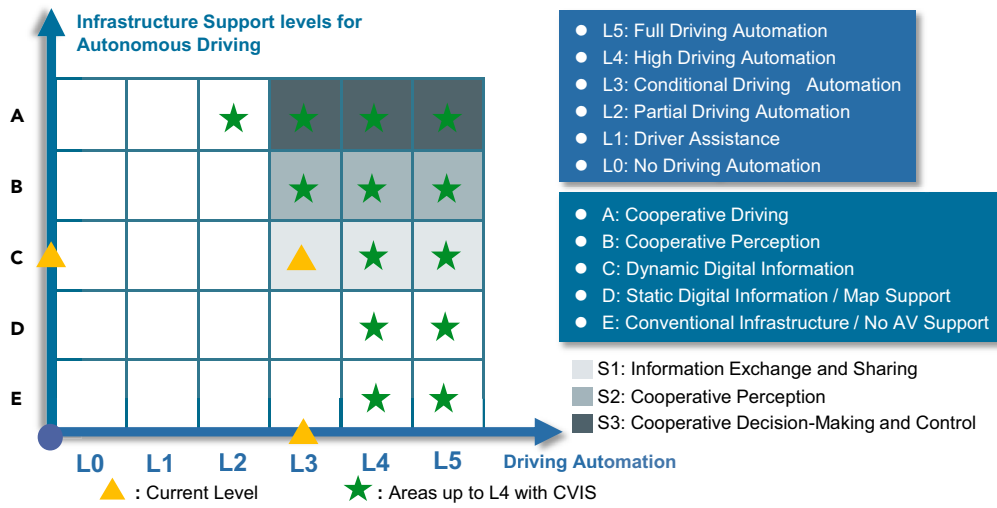 Infrastructure Support levels for
Autonomous Driving
A
B
C
D
E
L0 L1 L2 L3 L4 L5 Driving Automation
: Current Level : Areas up to L4 with CVIS
L5: Full Driving Automation
L4: High Driving Automation
L3: Conditional Driving Automation
L2: Partial Driving Automation
L1: Driver Assistance
L0: No Driving Automation
A: Cooperative Driving
B: Cooperative Perception
C: Dynamic Digital Information
D: Static Digital Information / Map Support
E: Conventional Infrastructure / No AV Support
S1: Information Exchange and Sharing
S2: Cooperative Perception
S3: Cooperative Decision-Making and Control